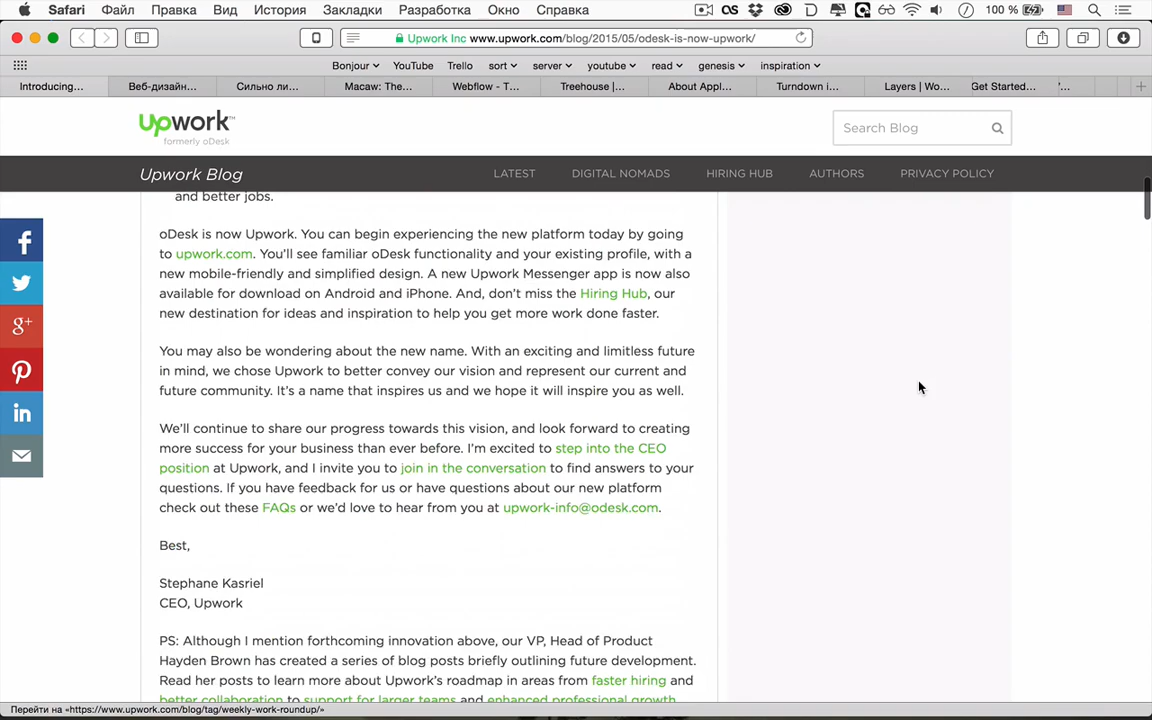 Safari Файл Правка Вид История Закладки Разработка Окно Справка 100 %
Upwork Inc www.upwork.com/blog/2015/05/odesk-is-now-upwork/
Bonjour YouTube Trello sort server youtube read genesis inspiration
Introducing... Веб-дизайн... Сильно ли... Macaw: The... Webflow - T... Treehouse |... About Appl... Turndown i... Layers | Wo... Get Started...
upwork™
formerly oDesk
Search Blog
Upwork Blog LATEST DIGITAL NOMADS HIRING HUB AUTHORS PRIVACY POLICY
and better jobs.
oDesk is now Upwork. You can begin experiencing the new platform today by going
to upwork.com. You’ll see familiar oDesk functionality and your existing profile, with a
new mobile-friendly and simplified design. A new Upwork Messenger app is now also
available for download on Android and iPhone. And, don’t miss the Hiring Hub, our
new destination for ideas and inspiration to help you get more work done faster.
You may also be wondering about the new name. With an exciting and limitless future
in mind, we chose Upwork to better convey our vision and represent our current and
future community. It’s a name that inspires us and we hope it will inspire you as well.
We’ll continue to share our progress towards this vision, and look forward to creating
more success for your business than ever before. I’m excited to step into the CEO
position at Upwork, and I invite you to join in the conversation to find answers to your
questions. If you have feedback for us or have questions about our new platform
check out these FAQs or we’d love to hear from you at upwork-info@odesk.com.
Best,
Stephane Kasriel
CEO, Upwork
PS: Although I mention forthcoming innovation above, our VP, Head of Product
Hayden Brown has created a series of blog posts briefly outlining future development.
Read her posts to learn more about Upwork’s roadmap in areas from faster hiring and
better collaboration to support for larger teams and enhanced professional growth
Перейти на «https://www.upwork.com/blog/tag/weekly-work-roundup/»